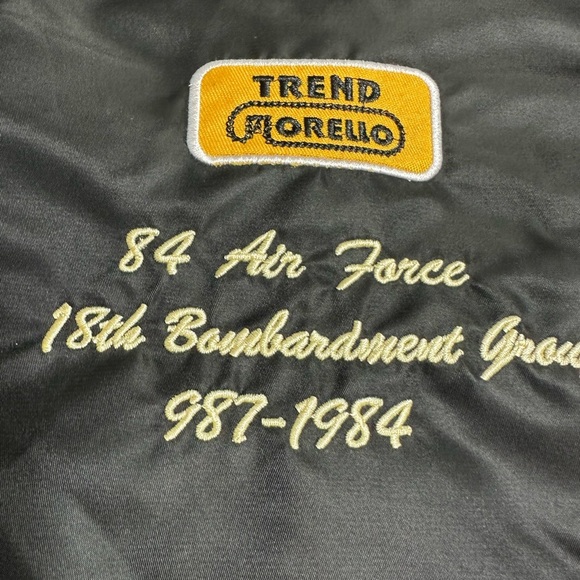 TREND
FIORELLO
84 Air Force
18th Bombardment Grou
987-1984